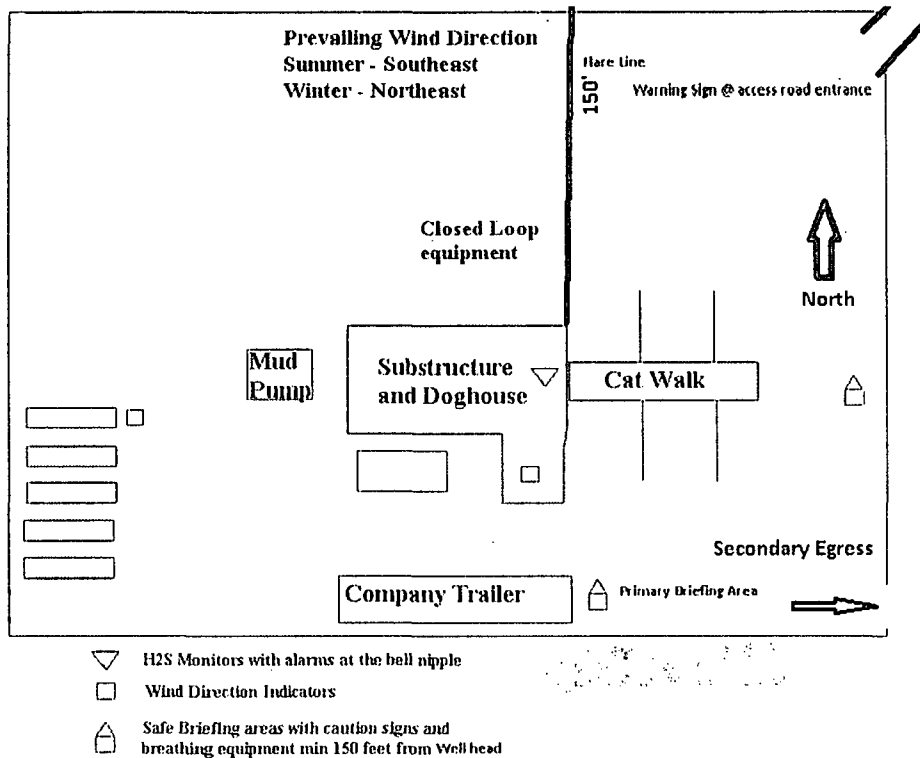 Prevailing Wind Direction
Summer - Southeast
Winter - Northeast
Flare Line
150'
Warning Sign @ access road entrance
Closed Loop
equipment
North
Mud
Pump
Substructure
and Doghouse
Cat Walk
Secondary Egress
Company Trailer
Primary Briefing Area
H2S Monitors with alarms at the bell nipple
Wind Direction Indicators
Safe Briefing areas with caution signs and
breathing equipment min 150 feet from Well head